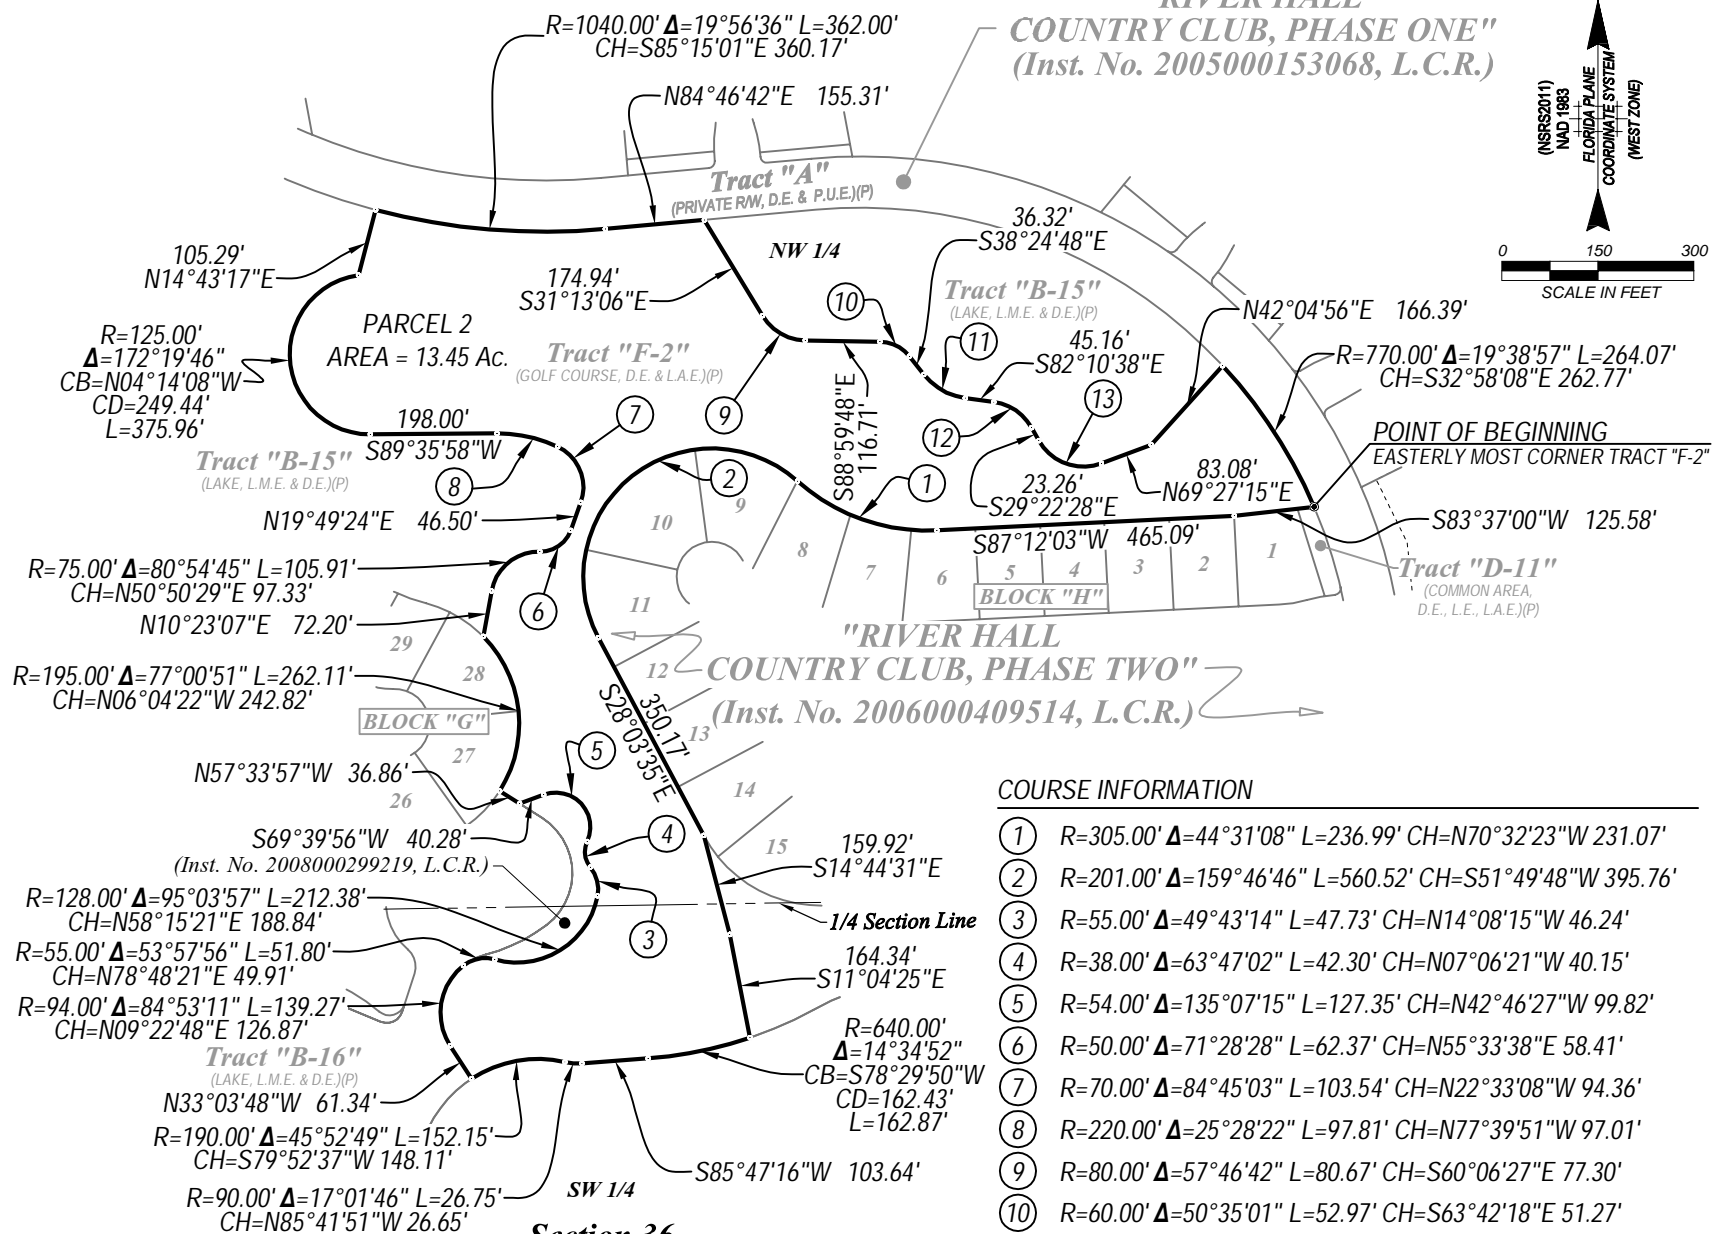 "RIVER HALL
COUNTRY CLUB, PHASE ONE"
(Inst. No. 2005000153068, L.C.R.)
R=1040.00' Δ=19°56'36" L=362.00'
CH=S85°15'01"E 360.17'
N84°46'42"E 155.31'
(NSRS2011)
NAD 1983
FLORIDA PLANE
COORDINATE SYSTEM
(WEST ZONE)
0 150 300
SCALE IN FEET
Tract "A"
(PRIVATE R/W, D.E. & P.U.E.)(P)
36.32'
S38°24'48"E
NW 1/4
105.29'
N14°43'17"E
174.94'
S31°13'06"E
10
Tract "B-15"
(LAKE, L.M.E. & D.E.)(P)
N42°04'56"E 166.39'
R=125.00'
Δ=172°19'46"
CB=N04°14'08"W
CD=249.44'
L=375.96'
PARCEL 2
AREA = 13.45 Ac.
Tract "F-2"
(GOLF COURSE, D.E. & L.A.E.)(P)
11
45.16'
S82°10'38"E
R=770.00' Δ=19°38'57" L=264.07'
CH=S32°58'08"E 262.77'
S88°59'48"E
116.71'
13
198.00'
S89°35'58"W
7
9
12
POINT OF BEGINNING
EASTERLY MOST CORNER TRACT "F-2"
Tract "B-15"
(LAKE, L.M.E. & D.E.)(P)
8
2
1
23.26'
S29°22'28"E
83.08'
N69°27'15"E
N19°49'24"E 46.50'
10
9
8
7
6
5
4
3
2
1
S87°12'03"W 465.09'
S83°37'00"W 125.58'
R=75.00' Δ=80°54'45" L=105.91'
CH=N50°50'29"E 97.33'
BLOCK "H"
Tract "D-11"
(COMMON AREA,
D.E., L.E., L.A.E.)(P)
6
11
N10°23'07"E 72.20'
29
28
12
"RIVER HALL
COUNTRY CLUB, PHASE TWO"
(Inst. No. 2006000409514, L.C.R.)
R=195.00' Δ=77°00'51" L=262.11'
CH=N06°04'22"W 242.82'
BLOCK "G"
350.17'
S28°03'35"E
13
27
5
N57°33'57"W 36.86'
26
14
S69°39'56"W 40.28'
4
15
159.92'
S14°44'31"E
(Inst. No. 2008000299219, L.C.R.)
R=128.00' Δ=95°03'57" L=212.38'
CH=N58°15'21"E 188.84'
1/4 Section Line
3
R=55.00' Δ=53°57'56" L=51.80'
CH=N78°48'21"E 49.91'
164.34'
S11°04'25"E
R=94.00' Δ=84°53'11" L=139.27'
CH=N09°22'48"E 126.87'
R=640.00'
Δ=14°34'52"
CB=S78°29'50"W
CD=162.43'
L=162.87'
Tract "B-16"
(LAKE, L.M.E. & D.E.)(P)
N33°03'48"W 61.34'
R=190.00' Δ=45°52'49" L=152.15'
CH=S79°52'37"W 148.11'
S85°47'16"W 103.64'
R=90.00' Δ=17°01'46" L=26.75'
CH=N85°41'51"W 26.65'
SW 1/4
Section 36
COURSE INFORMATION
1 R=305.00' Δ=44°31'08" L=236.99' CH=N70°32'23"W 231.07'
2 R=201.00' Δ=159°46'46" L=560.52' CH=S51°49'48"W 395.76'
3 R=55.00' Δ=49°43'14" L=47.73' CH=N14°08'15"W 46.24'
4 R=38.00' Δ=63°47'02" L=42.30' CH=N07°06'21"W 40.15'
5 R=54.00' Δ=135°07'15" L=127.35' CH=N42°46'27"W 99.82'
6 R=50.00' Δ=71°28'28" L=62.37' CH=N55°33'38"E 58.41'
7 R=70.00' Δ=84°45'03" L=103.54' CH=N22°33'08"W 94.36'
8 R=220.00' Δ=25°28'22" L=97.81' CH=N77°39'51"W 97.01'
9 R=80.00' Δ=57°46'42" L=80.67' CH=S60°06'27"E 77.30'
10 R=60.00' Δ=50°35'01" L=52.97' CH=S63°42'18"E 51.27'